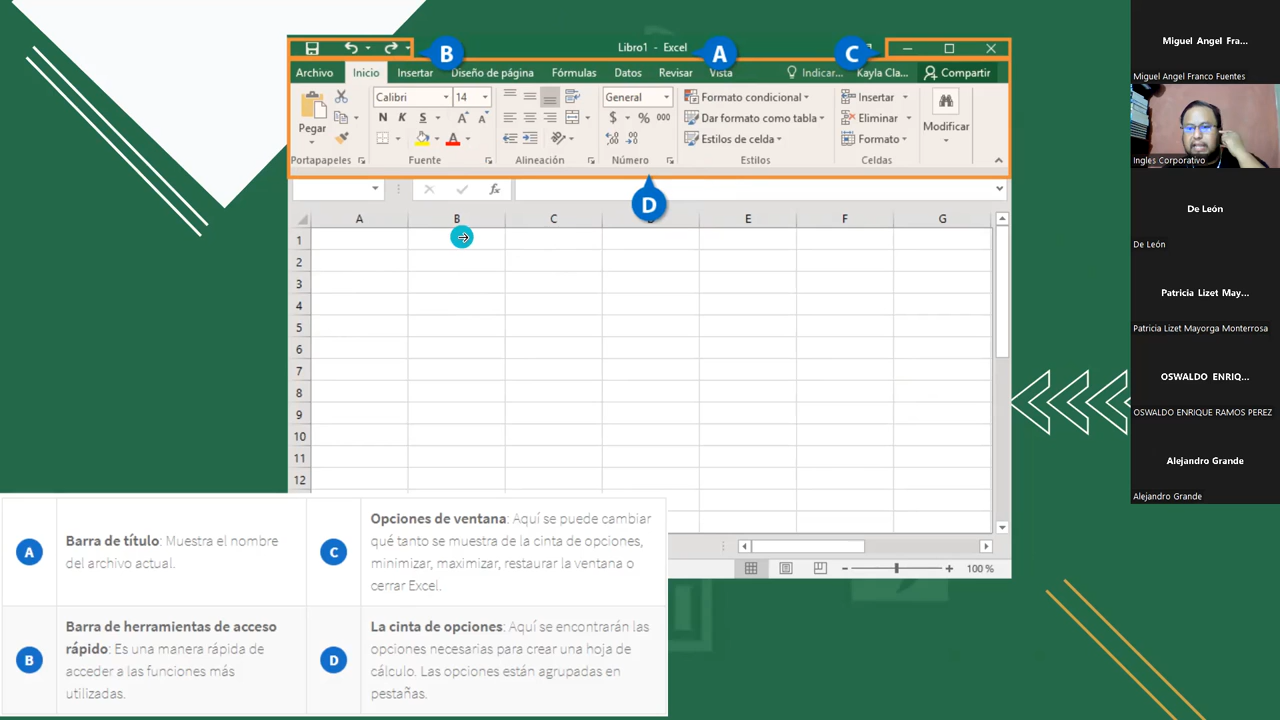 Libro1 - Excel
B
A
C
Archivo Inicio Insertar Diseño de página Fórmulas Datos Revisar Vista Indicar... Kayla Cla... Compartir
Calibri 14 General Formato condicional Insertar
Pegar N K S $ % 000 Dar formato como tabla Eliminar Modificar
Estilos de celda Formato
Portapapeles Fuente Alineación Número Estilos Celdas
D
fx
A B C E F G
1
2
3
4
5
6
7
8
9
10
11
12
100 %
A
Barra de título: Muestra el nombre
del archivo actual.
C
Opciones de ventana: Aquí se puede cambiar
qué tanto se muestra de la cinta de opciones,
minimizar, maximizar, restaurar la ventana o
cerrar Excel.
B
Barra de herramientas de acceso
rápido: Es una manera rápida de
acceder a las funciones más
utilizadas.
D
La cinta de opciones: Aquí se encontrarán las
opciones necesarias para crear una hoja de
cálculo. Las opciones están agrupadas en
pestañas.
Miguel Angel Fra...
Miguel Angel Franco Fuentes
Ingles Corporativo
De León
De León
Patricia Lizet May...
Patricia Lizet Mayorga Monterrosa
OSWALDO ENRIQ...
OSWALDO ENRIQUE RAMOS PEREZ
Alejandro Grande
Alejandro Grande